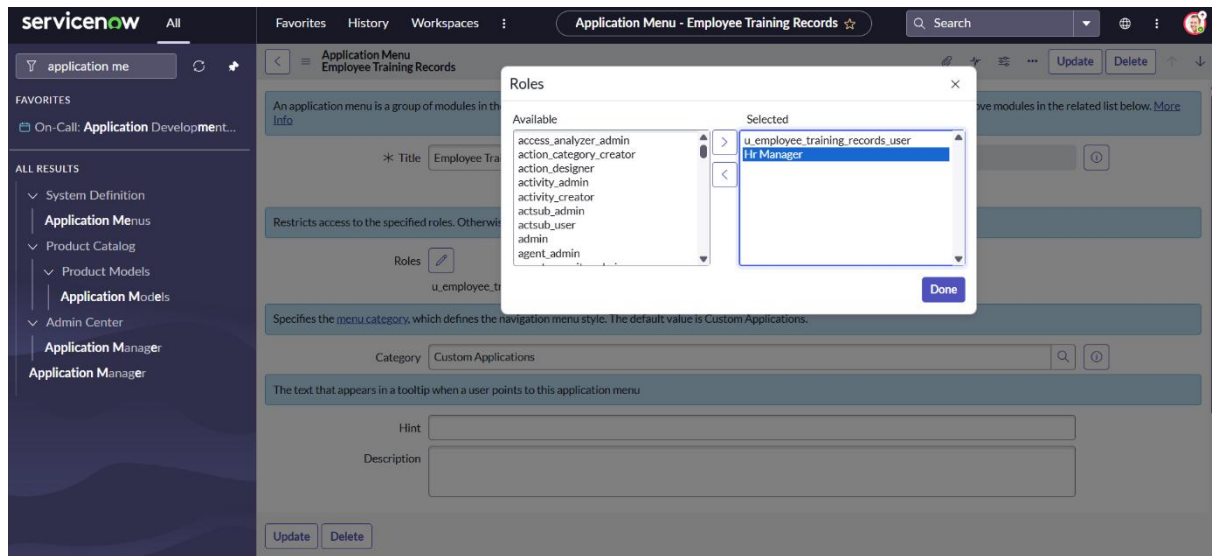 servicenow All Favorites History Workspaces Application Menu - Employee Training Records Search
application me
FAVORITES
On-Call: Application Development...
ALL RESULTS
System Definition
Application Menus
Product Catalog
Product Models
Application Models
Admin Center
Application Manager
Application Manager
Application Menu
Employee Training Records
Update Delete
An application menu is a group of modules in th
ove modules in the related list below. More
Info
Title Employee Tra
Restricts access to the specified roles. Otherwis
Roles
u_employee_tr
Specifies the menu category, which defines the navigation menu style. The default value is Custom Applications.
Category Custom Applications
The text that appears in a tooltip when a user points to this application menu
Hint
Description
Update Delete
Roles
Available Selected
access_analyzer_admin
action_category_creator
action_designer
activity_admin
activity_creator
actsub_admin
actsub_user
admin
agent_admin
u_employee_training_records_user
Hr Manager
Done